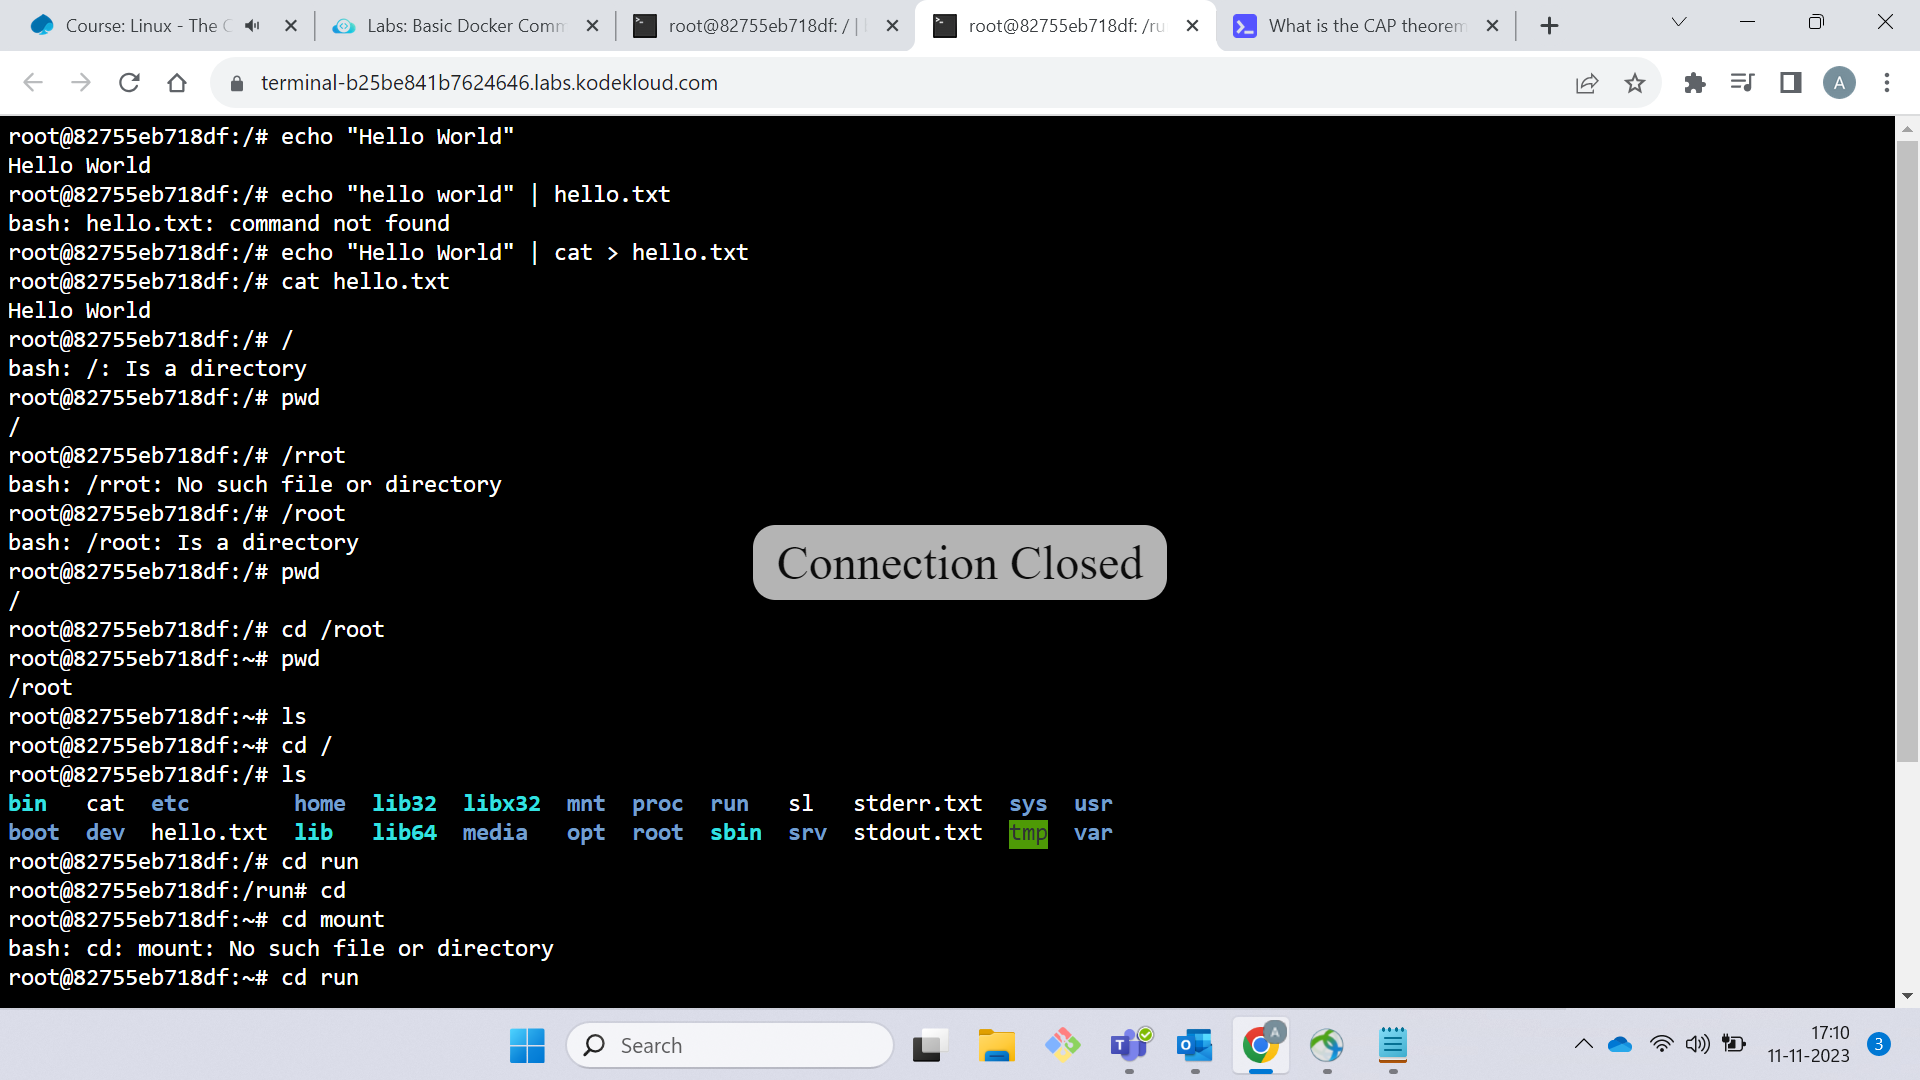 Course: Linux - The C
Labs: Basic Docker Comm
root@82755eb718df: / |
root@82755eb718df: /ru
What is the CAP theorem
terminal-b25be841b7624646.labs.kodekloud.com
A
root@82755eb718df:/# echo "Hello World"
Hello World
root@82755eb718df:/# echo "hello world" | hello.txt
bash: hello.txt: command not found
root@82755eb718df:/# echo "Hello World" | cat > hello.txt
root@82755eb718df:/# cat hello.txt
Hello World
root@82755eb718df:/# /
bash: /: Is a directory
root@82755eb718df:/# pwd
/
root@82755eb718df:/# /rrot
bash: /rrot: No such file or directory
root@82755eb718df:/# /root
bash: /root: Is a directory
root@82755eb718df:/# pwd
/
root@82755eb718df:/# cd /root
root@82755eb718df:~# pwd
/root
root@82755eb718df:~# ls
root@82755eb718df:~# cd /
root@82755eb718df:/# ls
bin cat etc home lib32 libx32 mnt proc run sl stderr.txt sys usr
boot dev hello.txt lib lib64 media opt root sbin srv stdout.txt tmp var
root@82755eb718df:/# cd run
root@82755eb718df:/run# cd
root@82755eb718df:~# cd mount
bash: cd: mount: No such file or directory
root@82755eb718df:~# cd run
Connection Closed
Search
T
O
A
17:10
11-11-2023
3